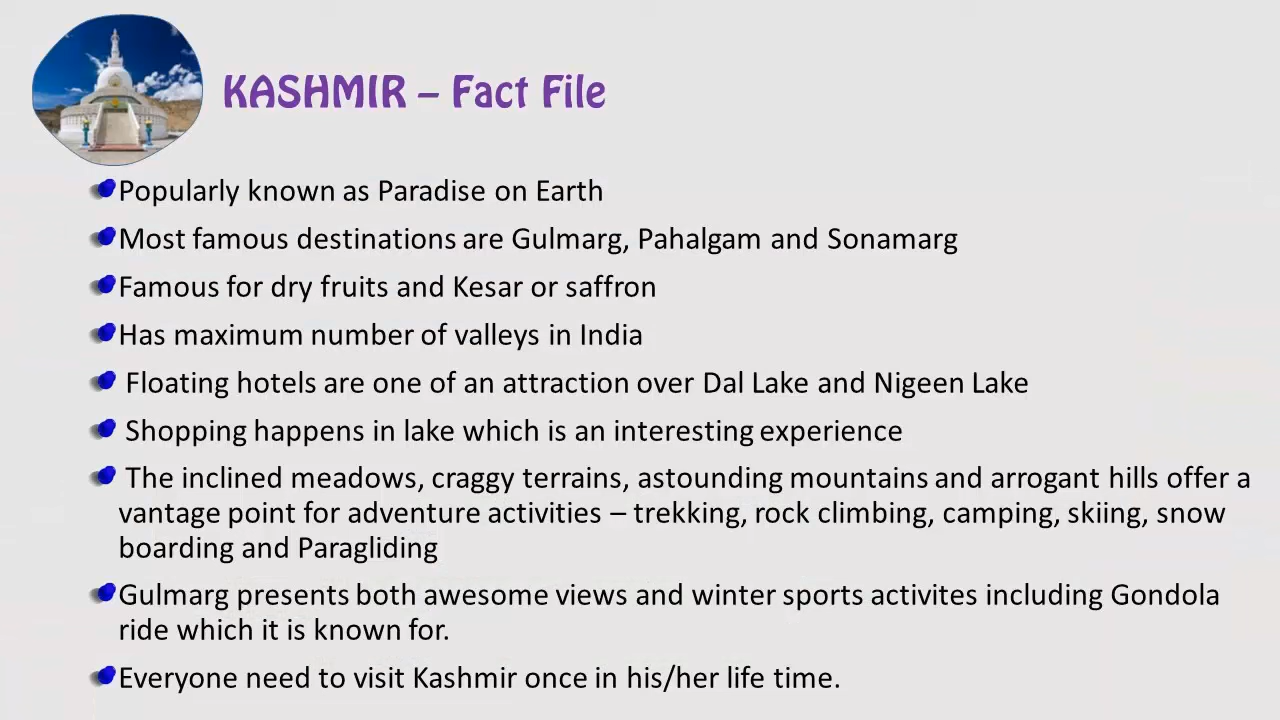 KASHMIR – Fact File
Popularly known as Paradise on Earth
Most famous destinations are Gulmarg, Pahalgam and Sonamarg
Famous for dry fruits and Kesar or saffron
Has maximum number of valleys in India
Floating hotels are one of an attraction over Dal Lake and Nigeen Lake
Shopping happens in lake which is an interesting experience
The inclined meadows, craggy terrains, astounding mountains and arrogant hills offer a
vantage point for adventure activities – trekking, rock climbing, camping, skiing, snow
boarding and Paragliding
Gulmarg presents both awesome views and winter sports activites including Gondola
ride which it is known for.
Everyone need to visit Kashmir once in his/her life time.